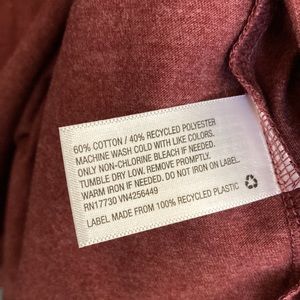 60% COTTON / 40% RECYCLED POLYESTER
MACHINE WASH COLD WITH LIKE COLORS.
ONLY NON-CHLORINE BLEACH IF NEEDED.
TUMBLE DRY LOW. REMOVE PROMPTLY.
WARM IRON IF NEEDED. DO NOT IRON ON LABEL.
RN17730 VN4256449
LABEL MADE FROM 100% RECYCLED PLASTIC